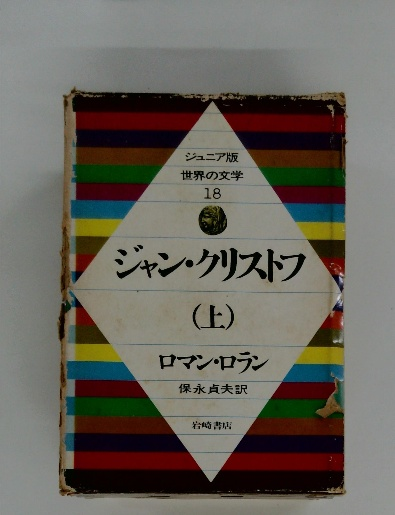 ジュニア版
世界の文学
18
ジャン・クリストフ
(上)
ロマン・ロラン
保永貞夫訳
岩崎書店